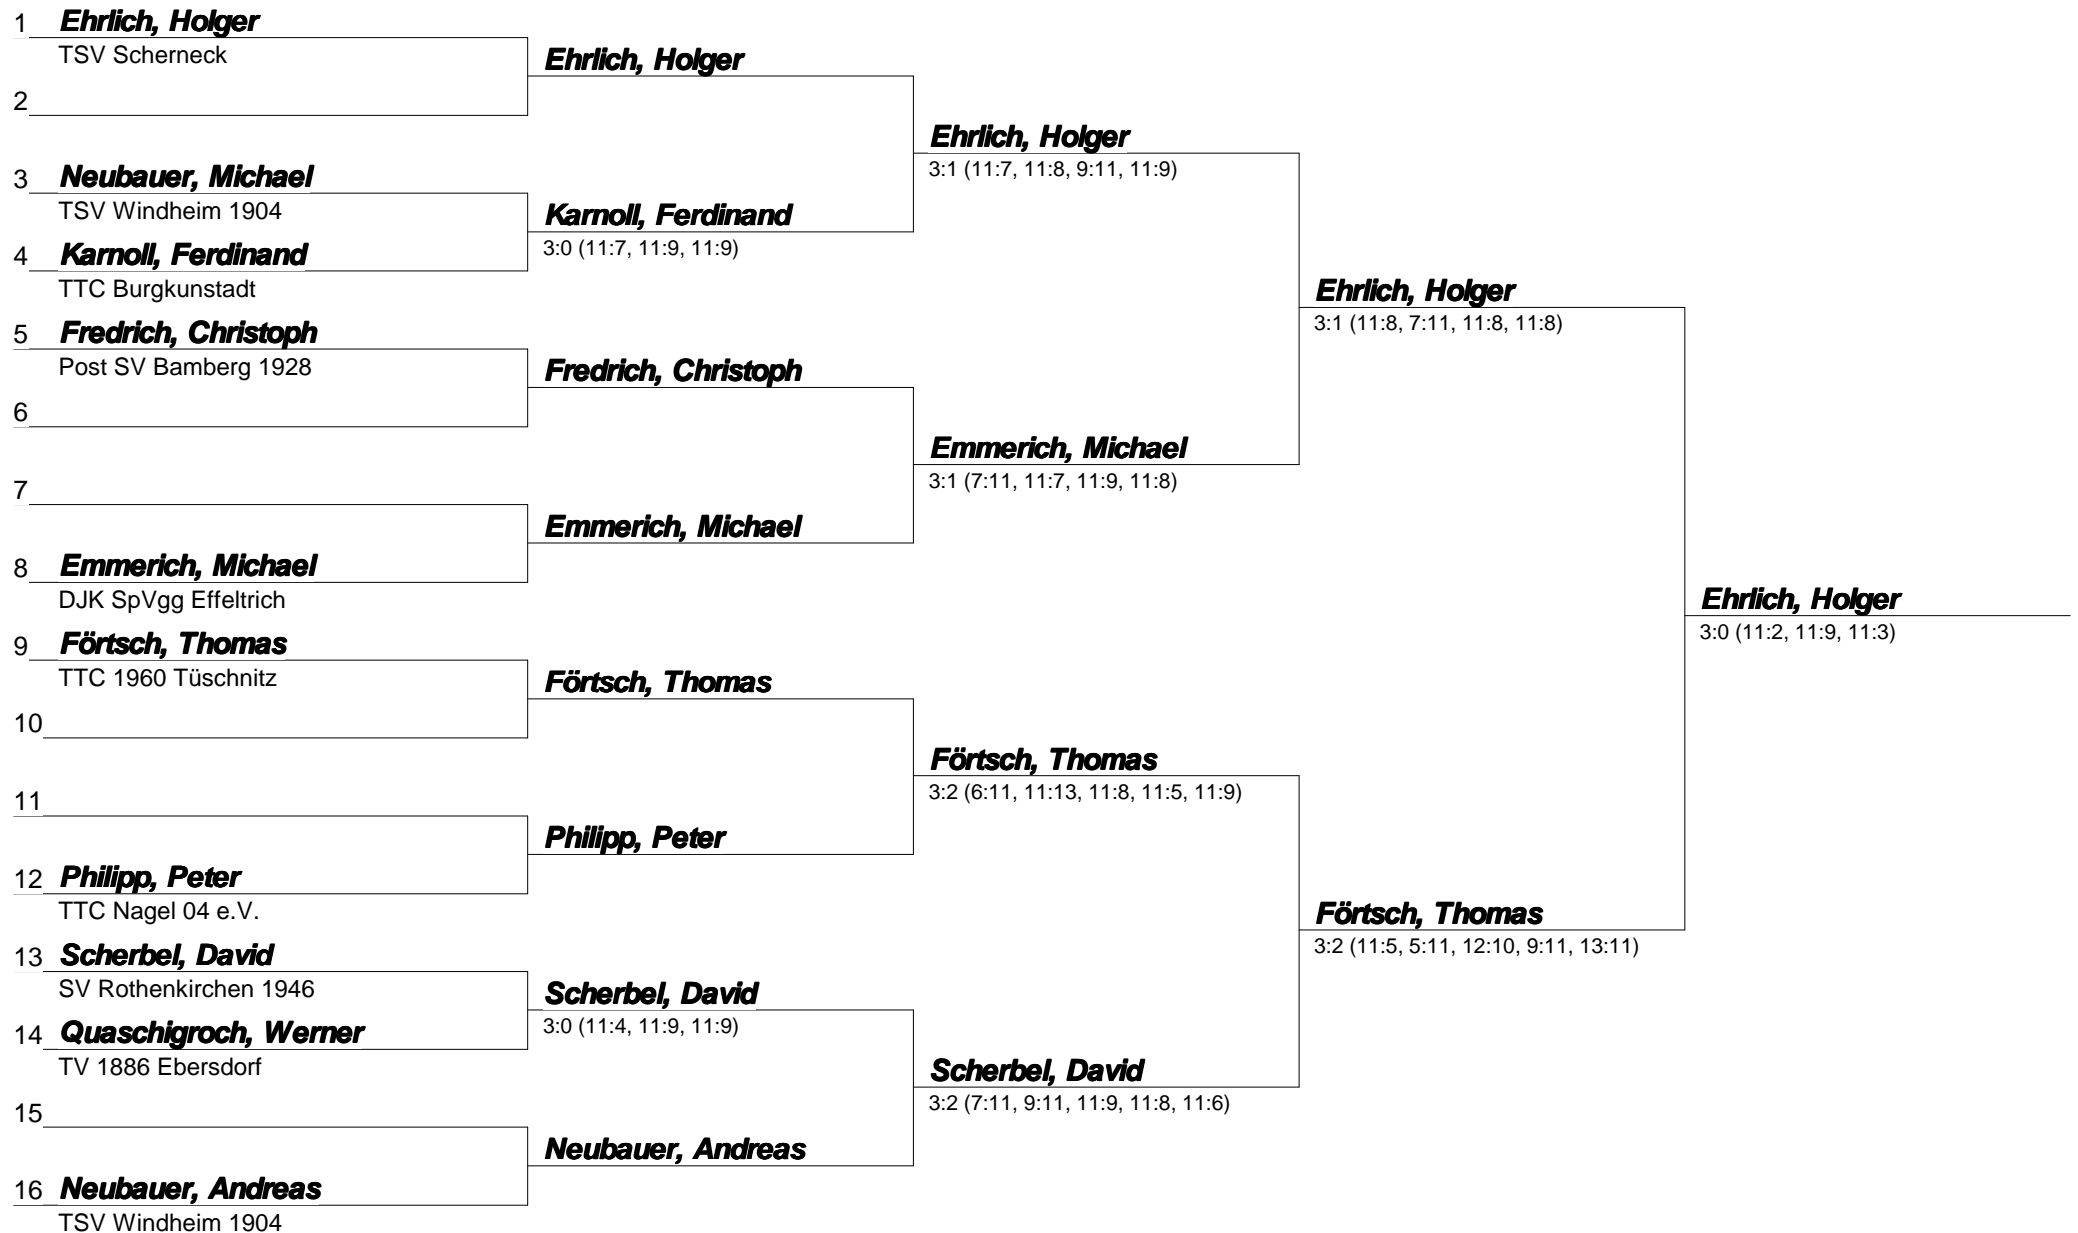 1 Ehrlich, Holger
TSV Scherneck
2
3 Neubauer, Michael
TSV Windheim 1904
4 Karnoll, Ferdinand
TTC Burgkunstadt
5 Fredrich, Christoph
Post SV Bamberg 1928
6
7
8 Emmerich, Michael
DJK SpVgg Effeltrich
9 Förtsch, Thomas
TTC 1960 Tüschnitz
10
11
12 Philipp, Peter
TTC Nagel 04 e.V.
13 Scherbel, David
SV Rothenkirchen 1946
14 Quaschigroch, Werner
TV 1886 Ebersdorf
15
16 Neubauer, Andreas
TSV Windheim 1904
Ehrlich, Holger
Karnoll, Ferdinand
3:0 (11:7, 11:9, 11:9)
Fredrich, Christoph
Emmerich, Michael
Förtsch, Thomas
Philipp, Peter
Scherbel, David
3:0 (11:4, 11:9, 11:9)
Neubauer, Andreas
Ehrlich, Holger
3:1 (11:7, 11:8, 9:11, 11:9)
Emmerich, Michael
3:1 (7:11, 11:7, 11:9, 11:8)
Förtsch, Thomas
3:2 (6:11, 11:13, 11:8, 11:5, 11:9)
Scherbel, David
3:2 (7:11, 9:11, 11:9, 11:8, 11:6)
Ehrlich, Holger
3:1 (11:8, 7:11, 11:8, 11:8)
Förtsch, Thomas
3:2 (11:5, 5:11, 12:10, 9:11, 13:11)
Ehrlich, Holger
3:0 (11:2, 11:9, 11:3)